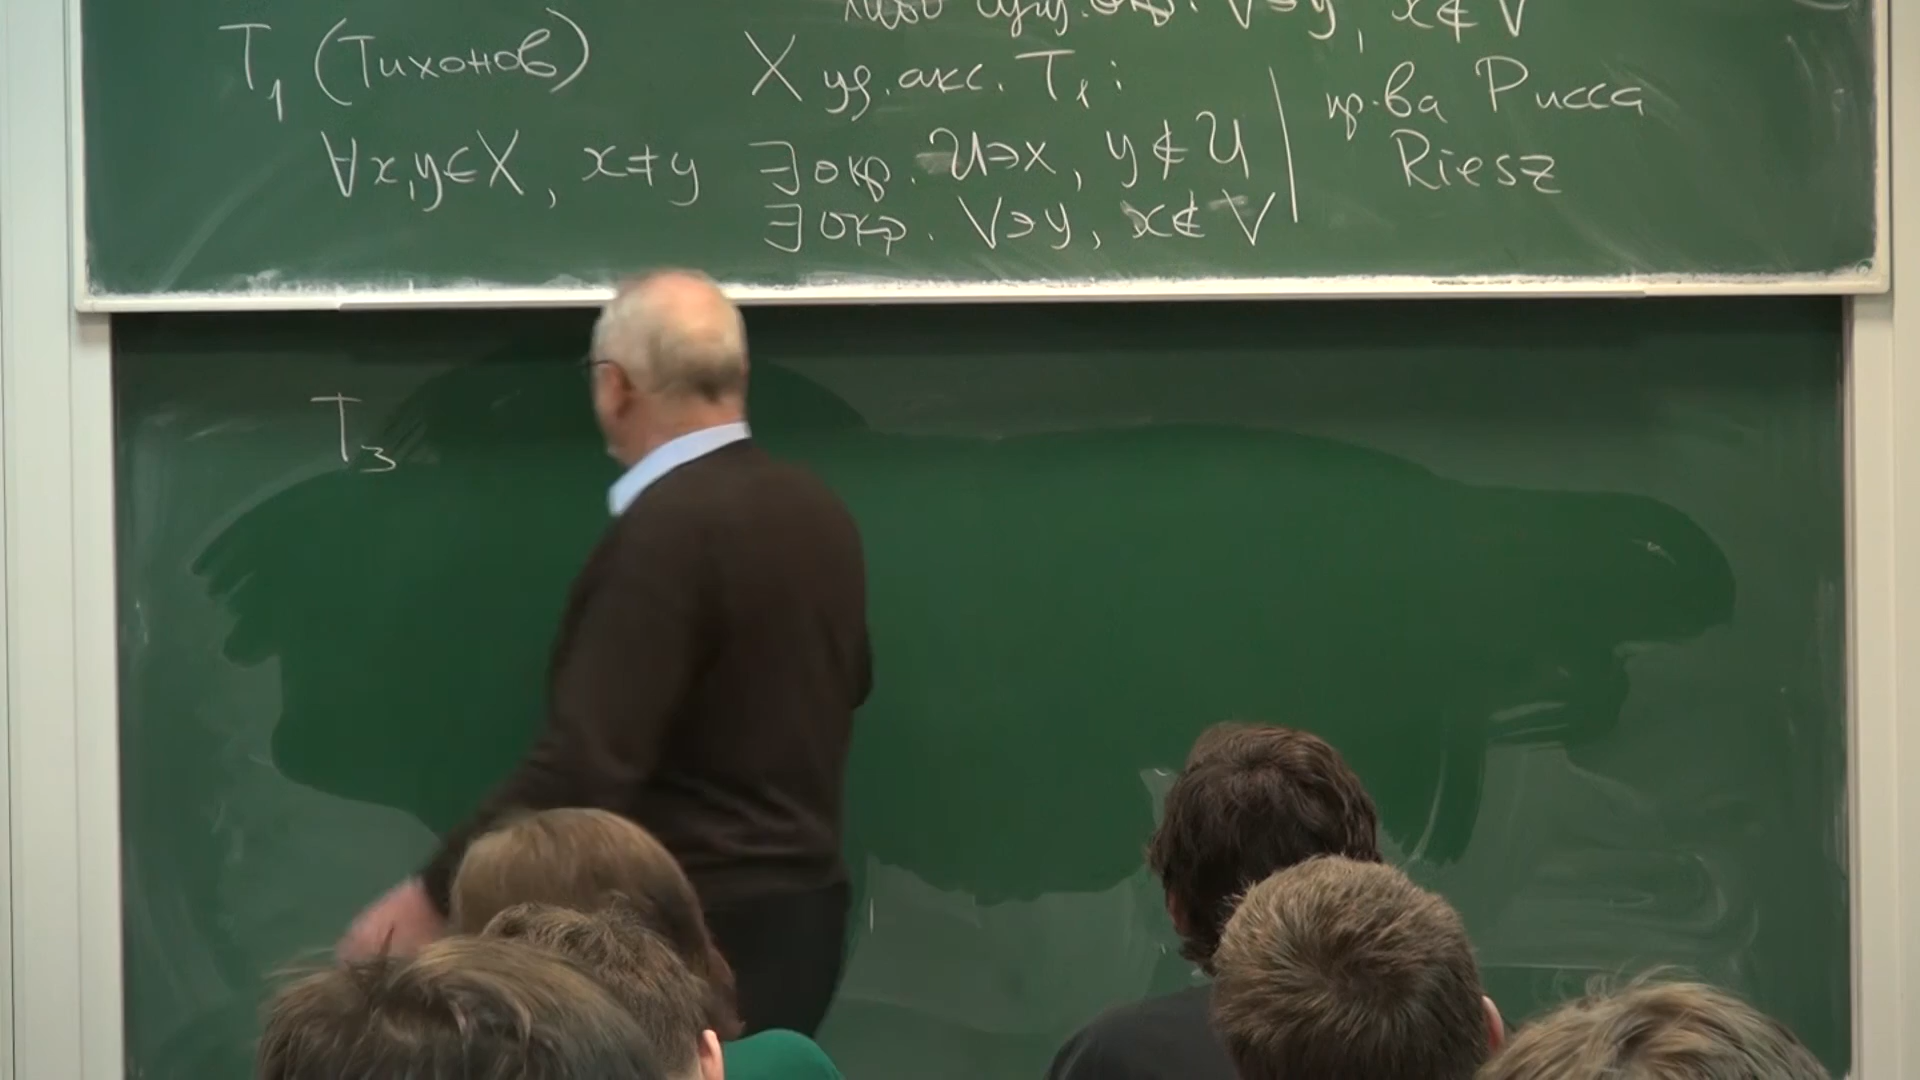 V∋y, x∉V
T₁ (Тихонов) X уд. акс. T₁:
∀x,y∈X, x≠y ∃ окр. U∋x, y∉U
∃ окр. V∋y, x∉V
пр-ва Рисса
Riesz
T₃